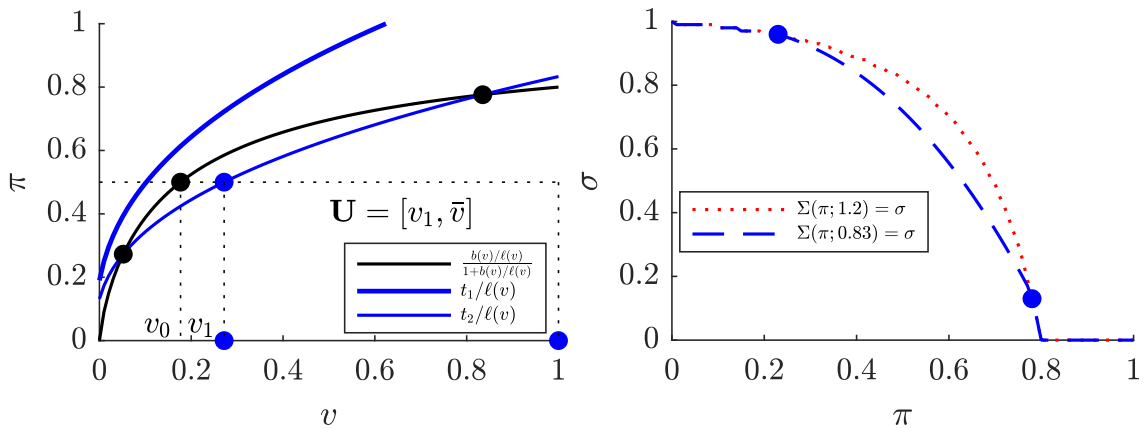 1
0.8
0.6
0.4
0.2
0
π
U = [v₁, v̄]
b(v)/ℓ(v)
1+b(v)/ℓ(v)
t₁/ℓ(v)
t₂/ℓ(v)
v₀ v₁
0 0.2 0.4 0.6 0.8 1
v
1
0.8
0.6
0.4
0.2
0
σ
Σ(π; 1.2) = σ
Σ(π; 0.83) = σ
0 0.2 0.4 0.6 0.8 1
π